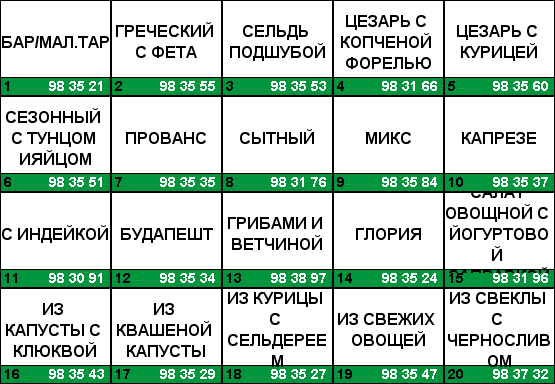 БАР/МАЛ.ТАР
1 98 35 21
ГРЕЧЕСКИЙ
С ФЕТА
2 98 35 55
СЕЛЬДЬ
ПОДШУБОЙ
3 98 35 53
ЦЕЗАРЬ С
КОПЧЕНОЙ
ФОРЕЛЬЮ
4 98 31 66
ЦЕЗАРЬ С
КУРИЦЕЙ
5 98 35 60
СЕЗОННЫЙ
С ТУНЦОМ
ИЯЙЦОМ
6 98 35 51
ПРОВАНС
7 98 35 35
СЫТНЫЙ
8 98 31 76
МИКС
9 98 35 84
КАПРЕЗЕ
10 98 35 37
С ИНДЕЙКОЙ
11 98 30 91
БУДАПЕШТ
12 98 35 34
ГРИБАМИ И
ВЕТЧИНОЙ
13 98 38 97
ГЛОРИЯ
14 98 35 24
САЛАТ
ОВОЩНОЙ С
ЙОГУРТОВО
Й
15 98 31 96
ИЗ
КАПУСТЫ С
КЛЮКВОЙ
16 98 35 43
ИЗ
КВАШЕНОЙ
КАПУСТЫ
17 98 35 29
ИЗ КУРИЦЫ
С
СЕЛЬДЕРЕЕ
М
18 98 35 27
ИЗ СВЕЖИХ
ОВОЩЕЙ
19 98 35 47
ИЗ СВЕКЛЫ
С
ЧЕРНОСЛИВ
ОМ
20 98 37 32